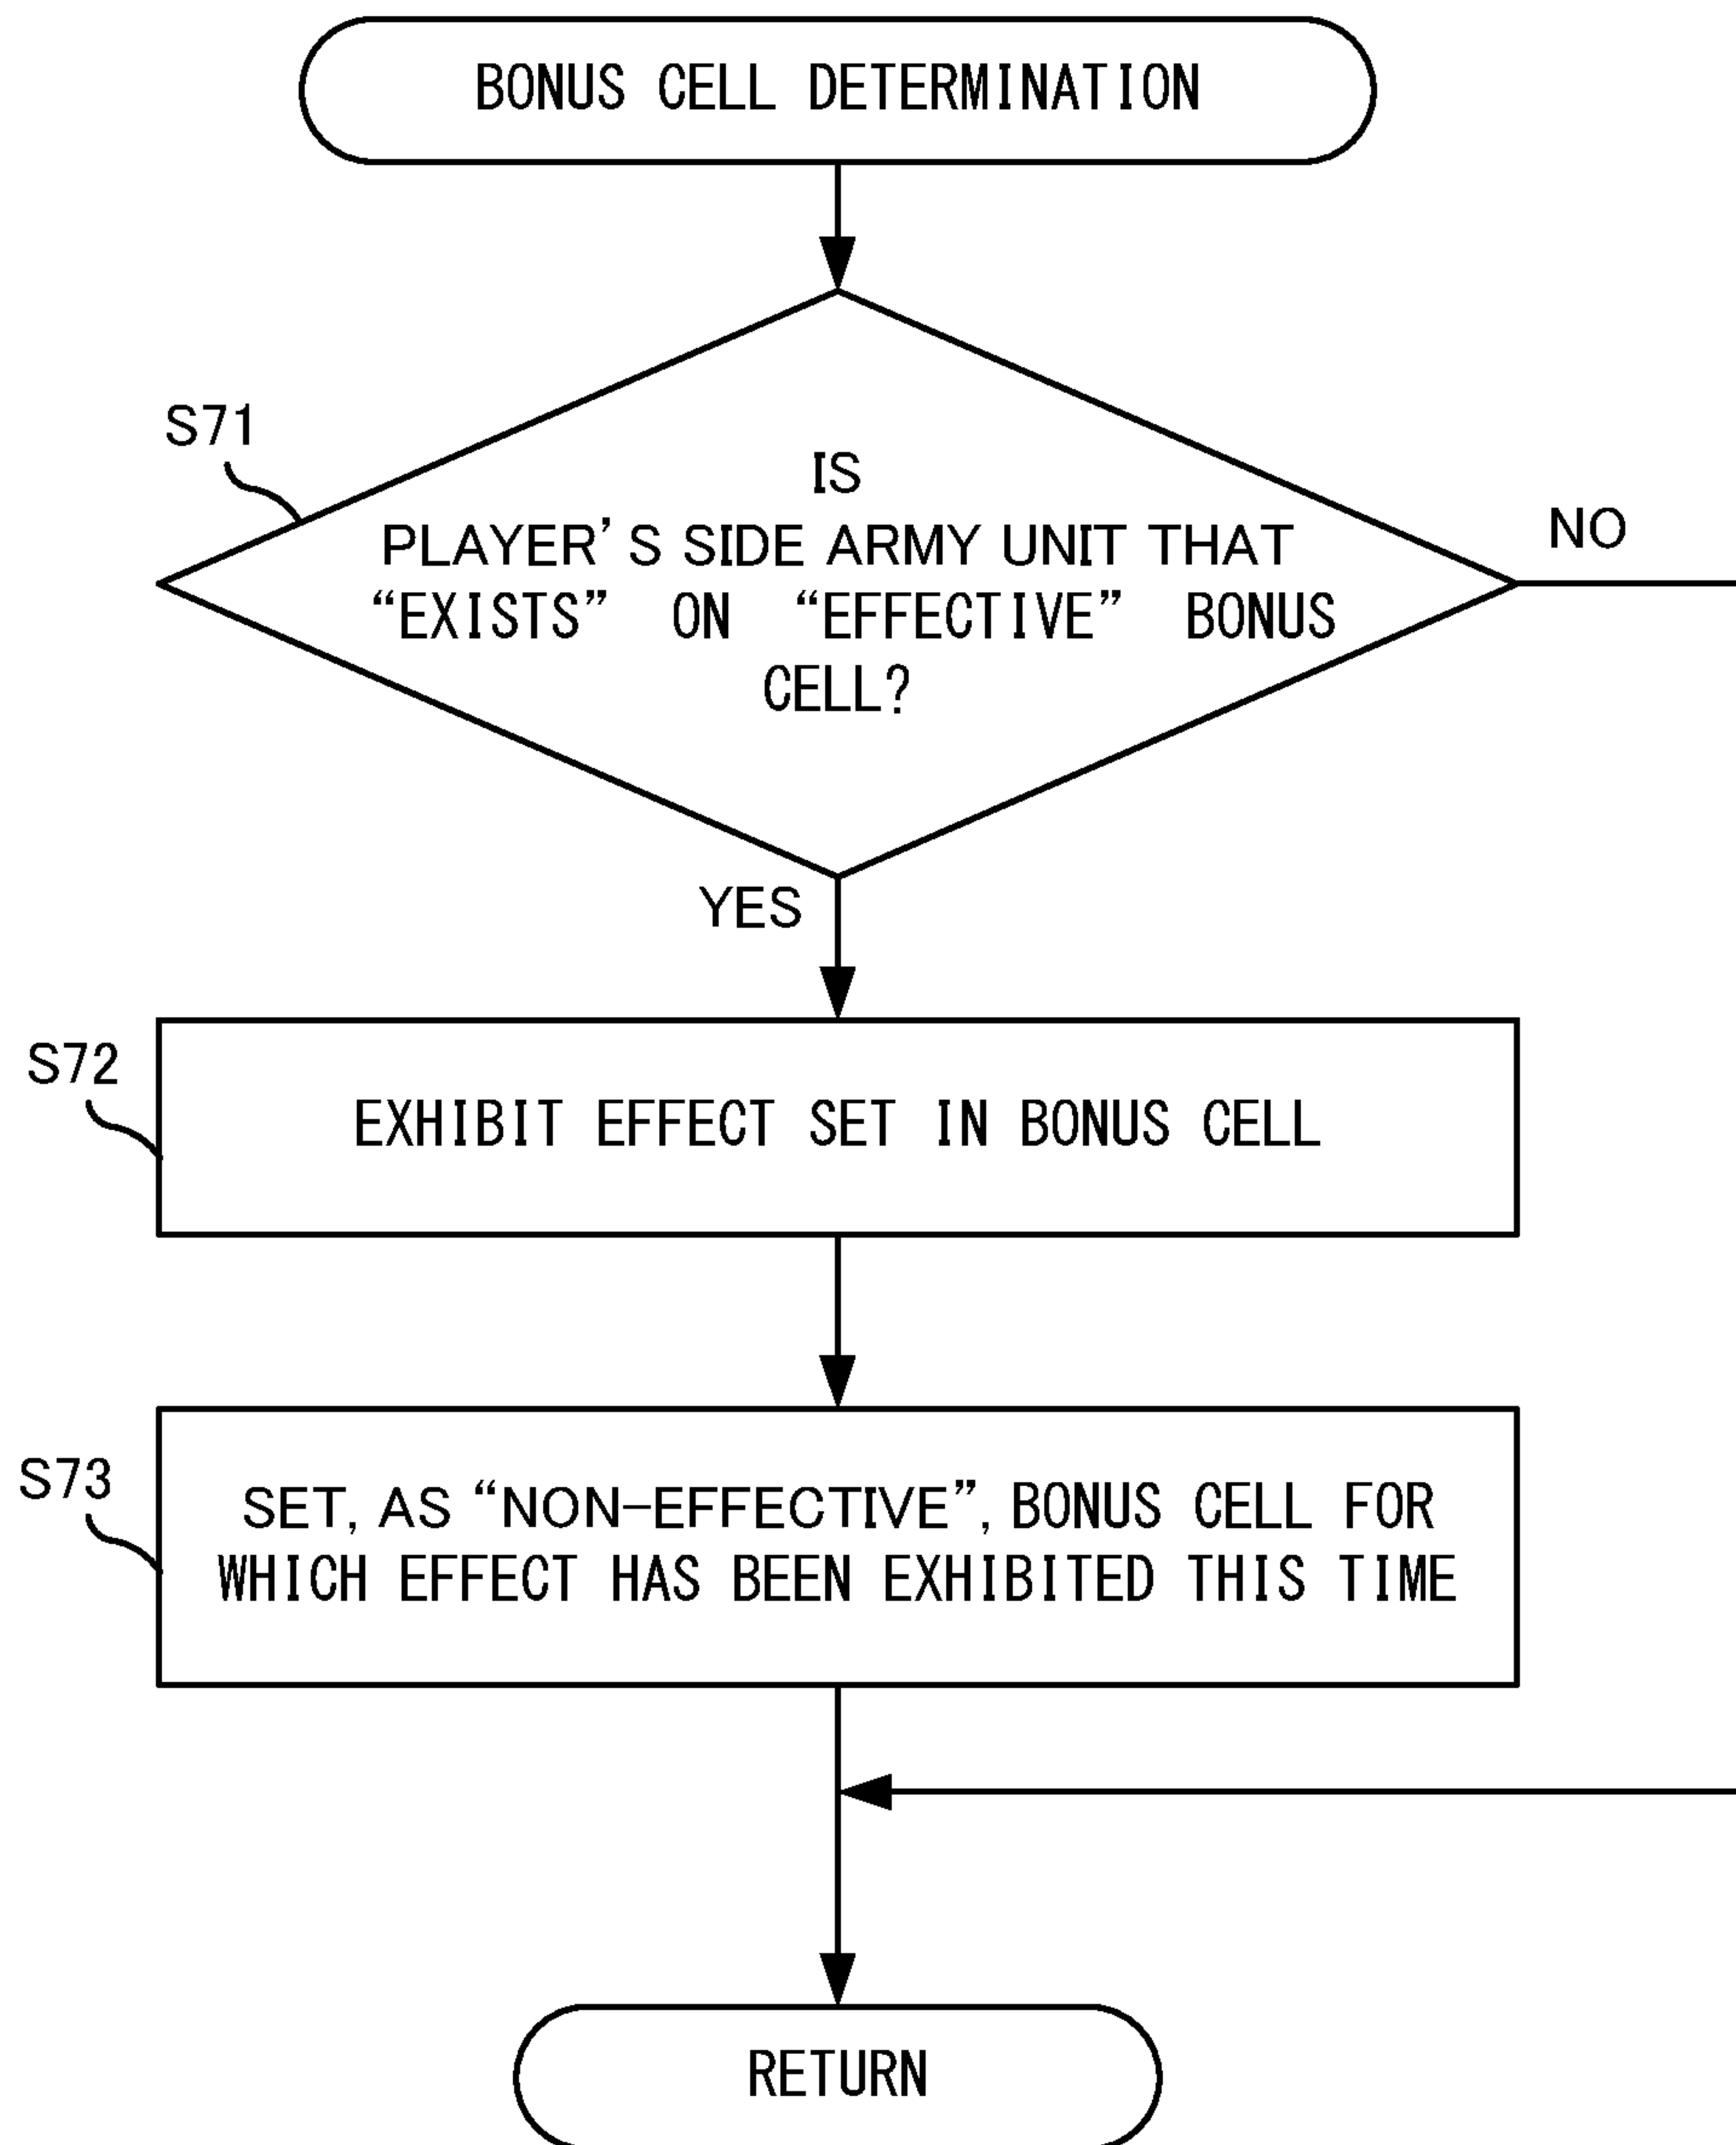 BONUS CELL DETERMINATION
S71
IS
PLAYER'S SIDE ARMY UNIT THAT
“EXISTS” ON “EFFECTIVE” BONUS
CELL?
NO
YES
S72
EXHIBIT EFFECT SET IN BONUS CELL
S73
SET, AS “NON-EFFECTIVE”, BONUS CELL FOR
WHICH EFFECT HAS BEEN EXHIBITED THIS TIME
RETURN